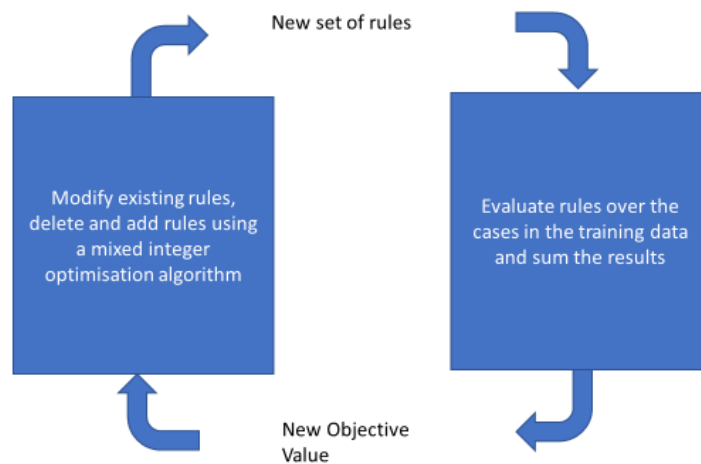 New set of rules
Modify existing rules,
delete and add rules using
a mixed integer
optimisation algorithm
Evaluate rules over the
cases in the training data
and sum the results
New Objective
Value